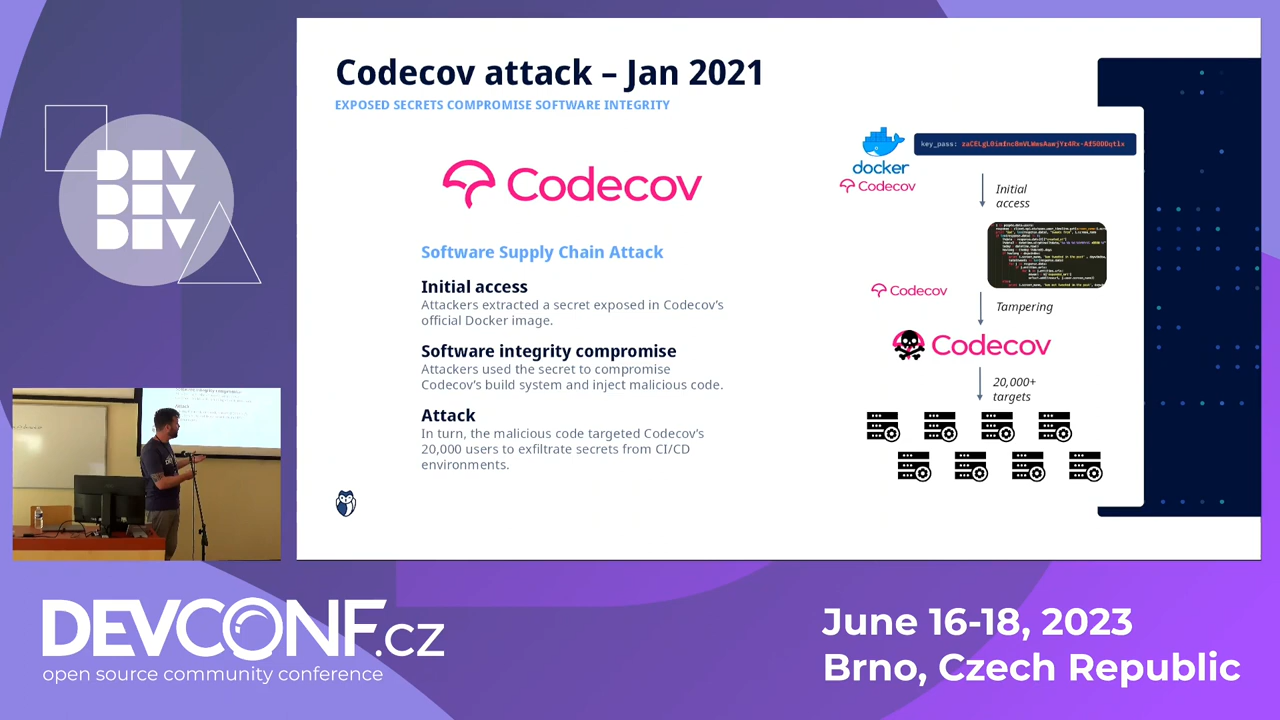 Codecov attack – Jan 2021
EXPOSED SECRETS COMPROMISE SOFTWARE INTEGRITY
Codecov
Software Supply Chain Attack
Initial access
Attackers extracted a secret exposed in Codecov's
official Docker image.
Software integrity compromise
Attackers used the secret to compromise
Codecov's build system and inject malicious code.
Attack
In turn, the malicious code targeted Codecov's
20,000 users to exfiltrate secrets from CI/CD
environments.
docker
Codecov
key_pass:
Initial
access
Codecov
Tampering
Codecov
20,000+
targets
DEV
DEV
DEV
DEVCONF.cz
open source community conference
June 16-18, 2023
Brno, Czech Republic